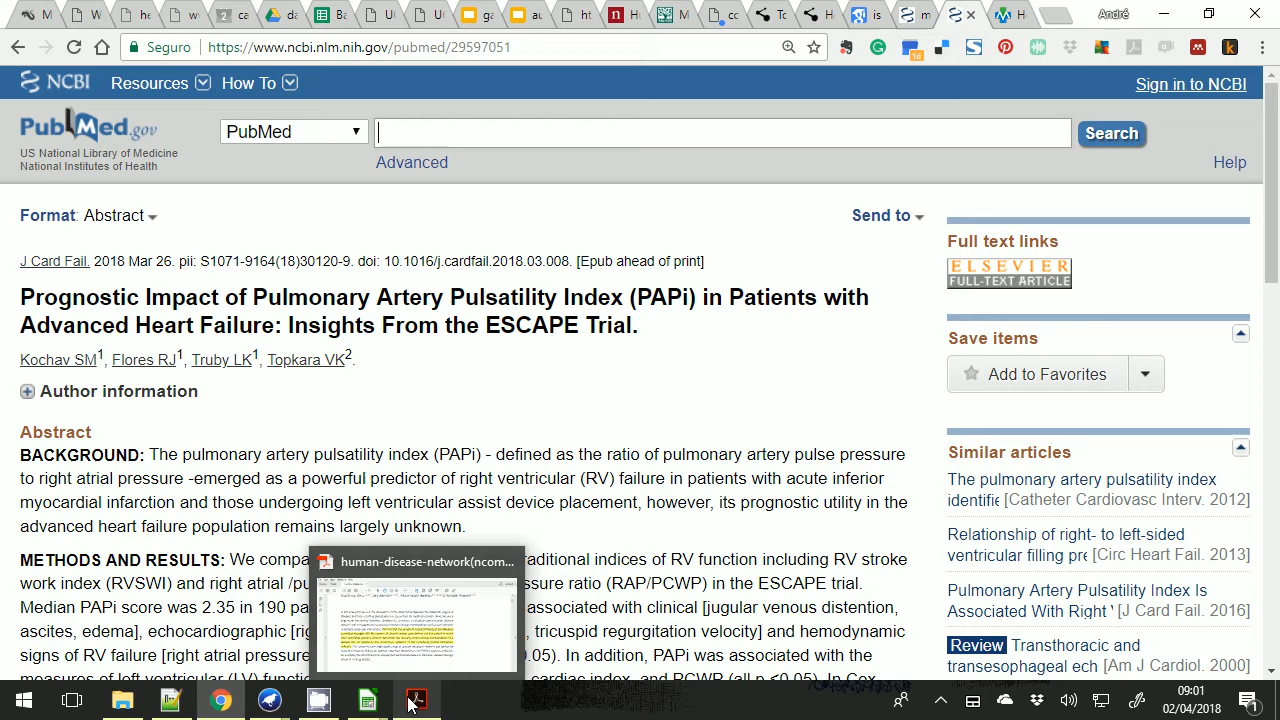 M
D
W
he
w
ca
da
Ba
U
U
ga
au
ht
H
M
cc
To
H
is
m
H
André
Seguro
https://www.ncbi.nlm.nih.gov/pubmed/29597051
1d
NCBI Resources How To
Sign in to NCBI
PubMed.gov
US National Library of Medicine
National Institutes of Health
PubMed
Search
Advanced
Help
Format: Abstract
Send to
J Card Fail. 2018 Mar 26. pii: S1071-9164(18)30120-9. doi: 10.1016/j.cardfail.2018.03.008. [Epub ahead of print]
Prognostic Impact of Pulmonary Artery Pulsatility Index (PAPi) in Patients with
Advanced Heart Failure: Insights From the ESCAPE Trial.
Kochav SM1, Flores RJ1, Truby LK1, Topkara VK2.
Author information
Abstract
BACKGROUND: The pulmonary artery pulsatility index (PAPi) - defined as the ratio of pulmonary artery pulse pressure
to right atrial pressure -emerged as a powerful predictor of right ventricular (RV) failure in patients with acute inferior
myocardial infarction and those undergoing left ventricular assist device placement, however, its prognostic utility in the
advanced heart failure population remains largely unknown.
METHODS AND RESULTS: We compa raditional indices of RV function including RV stroke
work index (RVSWI) and right atrial /pu ssure ratio (RAP/PCWP) in the ESCAPE trial.
Median PAPi score was 2.35 in 190 pa associated with clinical [jugular venous distention,
ascites, edema], echocardiographic [rig tricuspid regurgitation velocity] and hemodynamic
signs of RV failure [right atrial pressure 0.05). In addition, PAPi was associated with the
Full text links
ELSEVIER
FULL-TEXT ARTICLE
Save items
Add to Favorites
Similar articles
The pulmonary artery pulsatility index
identifie [Catheter Cardiovasc Interv. 2012]
Relationship of right- to left-sided
ventricular filling pre [Circ Heart Fail. 2013]
Pulmonary Artery Pulsatility Index Is
Associated With R [J Card Fail. 2016]
Review Transthoracic and
transesophageal ech [Am J Cardiol. 2000]
human-disease-network(ncom...
09:01
02/04/2018
1